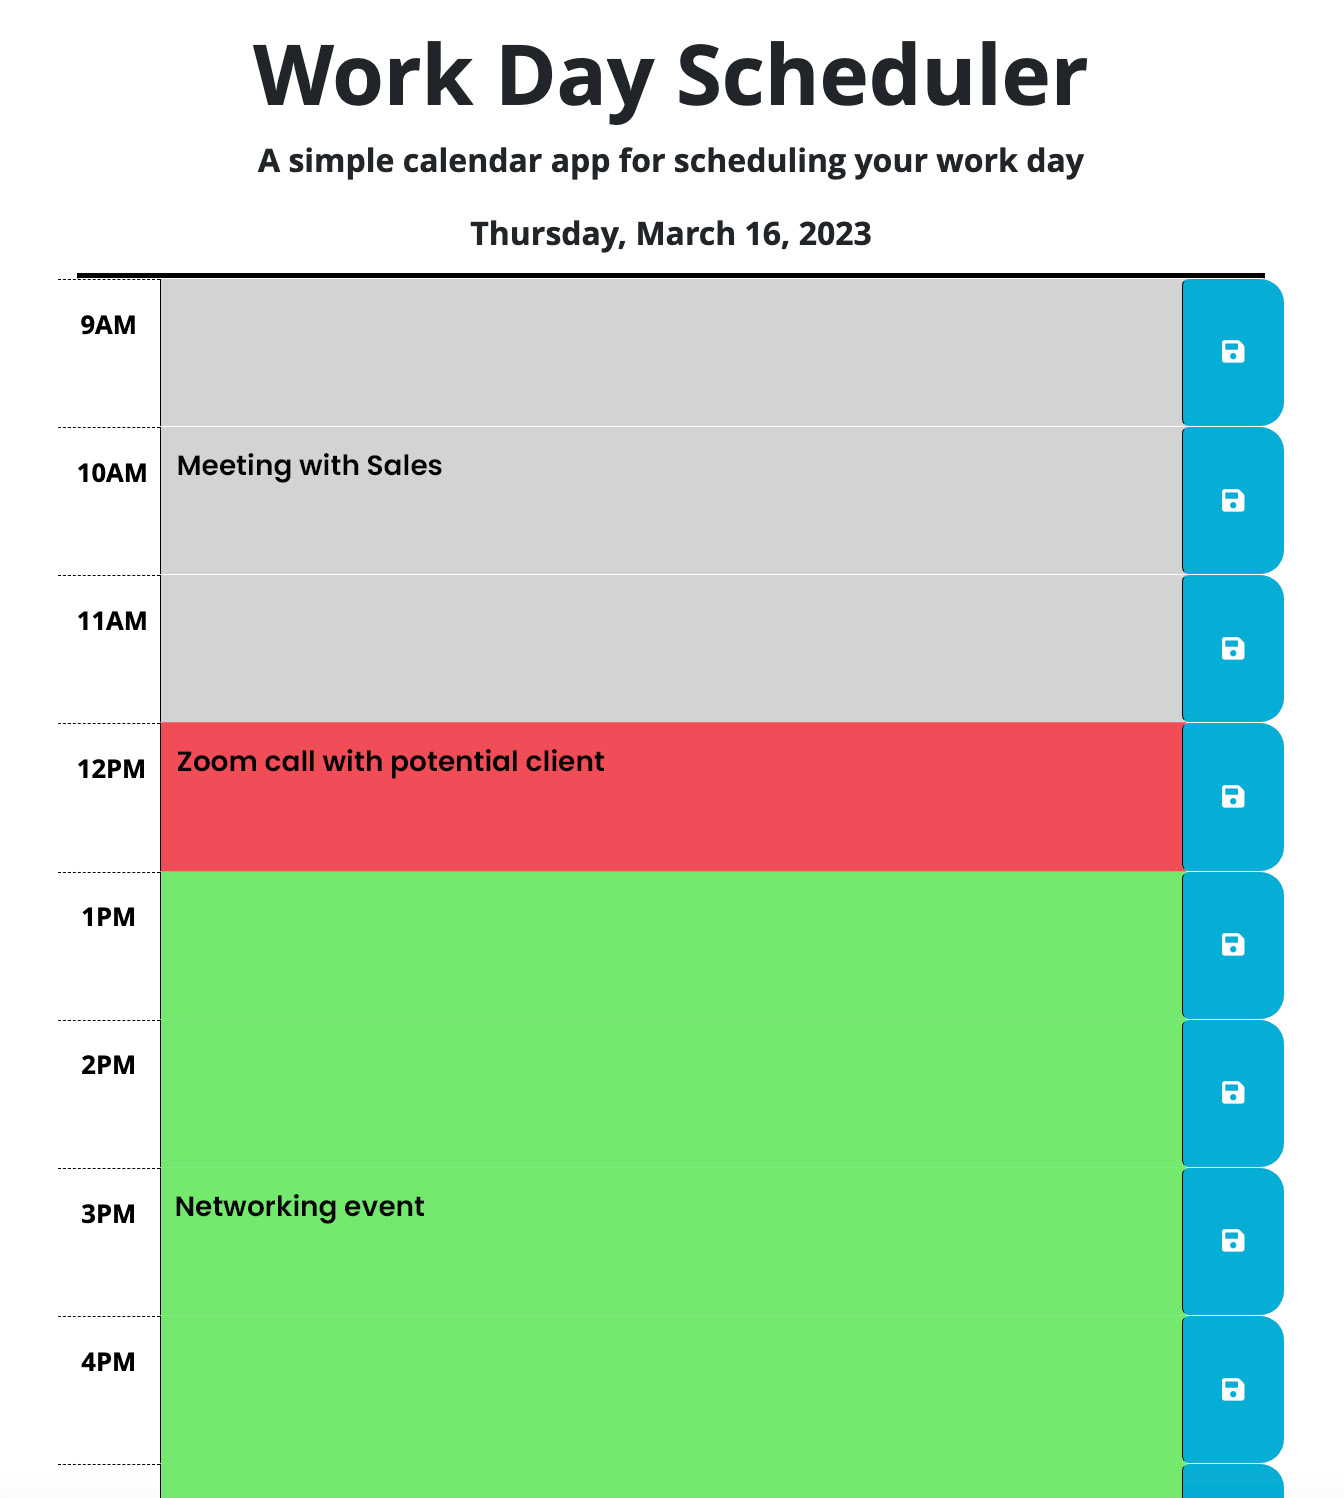 Work Day Scheduler
A simple calendar app for scheduling your work day
Thursday, March 16, 2023
9AM
10AM Meeting with Sales
11AM
12PM Zoom call with potential client
1PM
2PM
3PM Networking event
4PM